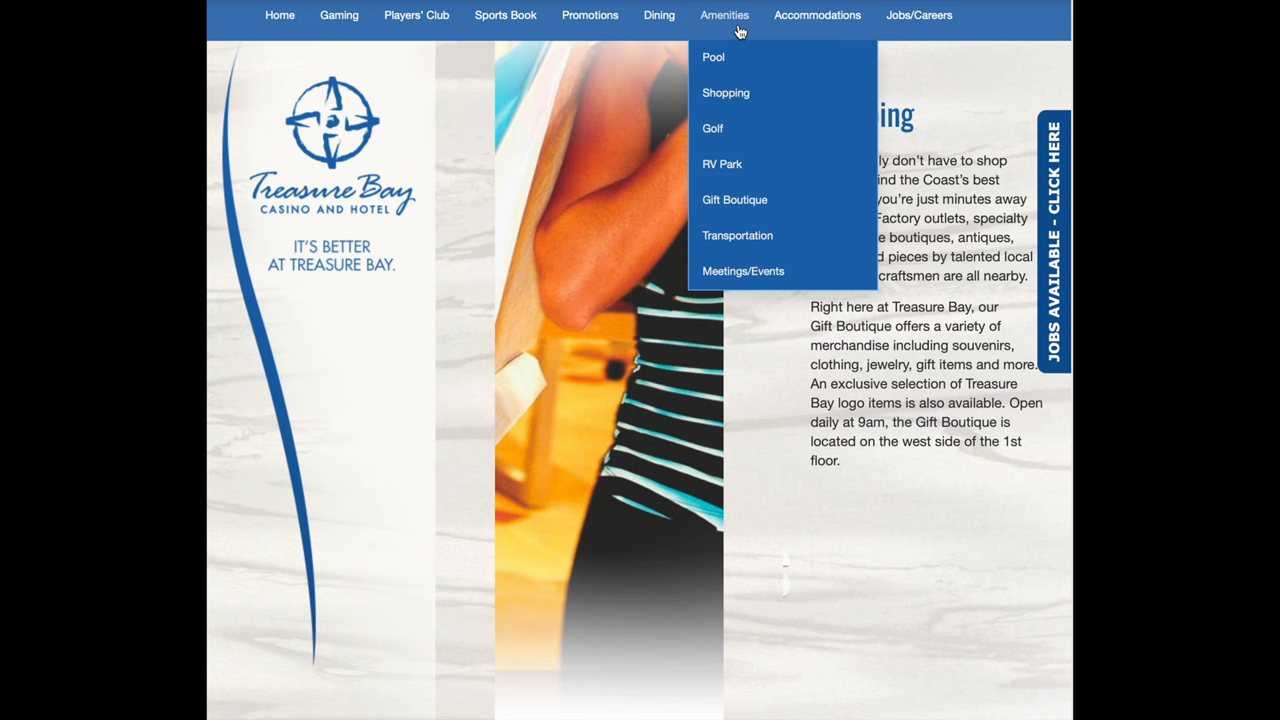 Home Gaming Players' Club Sports Book Promotions Dining Amenities Accommodations Jobs/Careers
Pool
Shopping
Golf
RV Park
Gift Boutique
Transportation
Meetings/Events
Treasure Bay
CASINO AND HOTEL
IT'S BETTER
AT TREASURE BAY.
don't have to shop
the Coast's best
you're just minutes away
Factory outlets, specialty
boutiques, antiques,
pieces by talented local
craftsmen are all nearby.
Right here at Treasure Bay, our
Gift Boutique offers a variety of
merchandise including souvenirs,
clothing, jewelry, gift items and more.
An exclusive selection of Treasure
Bay logo items is also available. Open
daily at 9am, the Gift Boutique is
located on the west side of the 1st
floor.
JOBS AVAILABLE - CLICK HERE